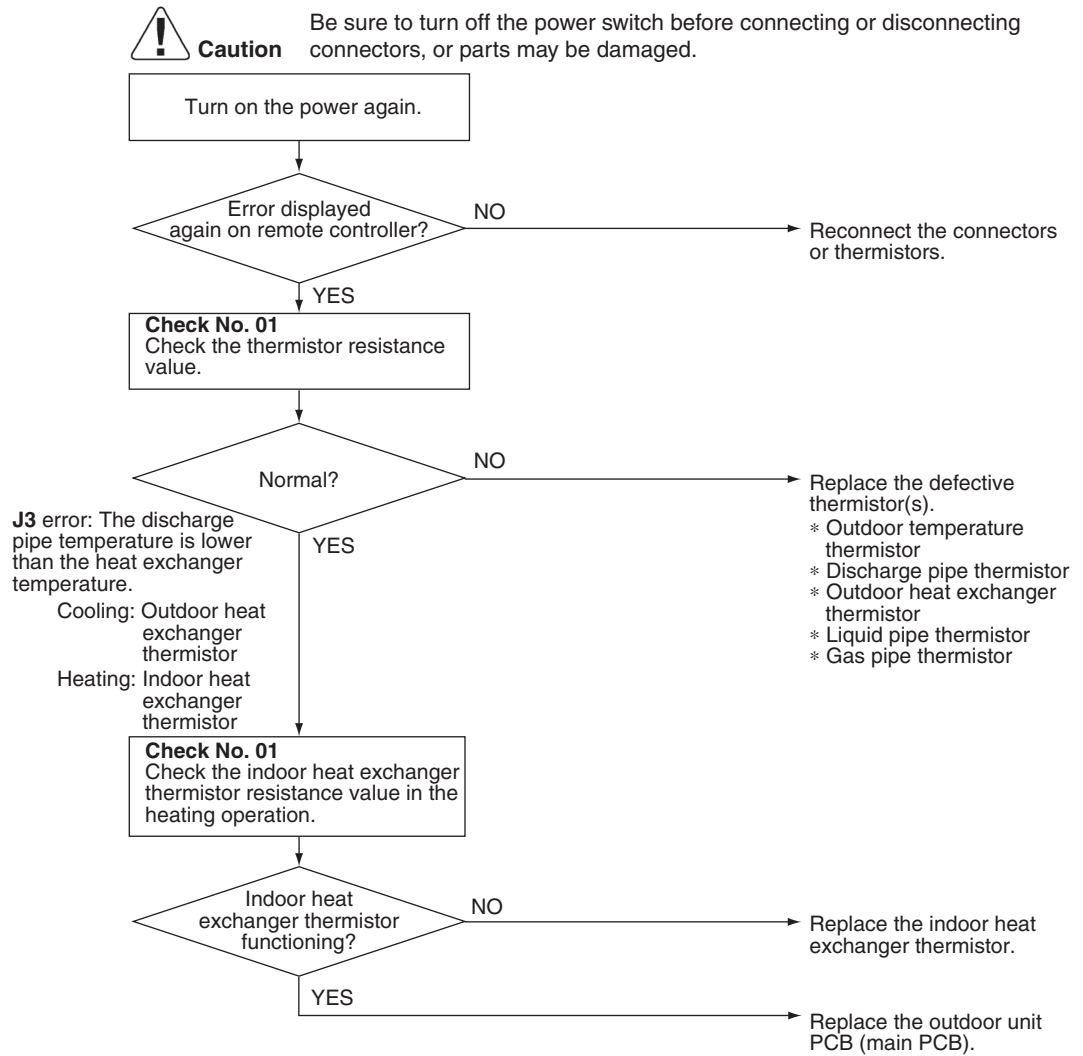 Be sure to turn off the power switch before connecting or disconnecting
Caution connectors, or parts may be damaged.
Turn on the power again.
Error displayed
again on remote controller?
NO
Reconnect the connectors
or thermistors.
YES
Check No. 01
Check the thermistor resistance
value.
Normal?
NO
Replace the defective
thermistor(s).
* Outdoor temperature
thermistor
* Discharge pipe thermistor
* Outdoor heat exchanger
thermistor
* Liquid pipe thermistor
* Gas pipe thermistor
YES
J3 error: The discharge
pipe temperature is lower
than the heat exchanger
temperature.
Cooling: Outdoor heat
exchanger
thermistor
Heating: Indoor heat
exchanger
thermistor
Check No. 01
Check the indoor heat exchanger
thermistor resistance value in the
heating operation.
Indoor heat
exchanger thermistor
functioning?
NO
Replace the indoor heat
exchanger thermistor.
YES
Replace the outdoor unit
PCB (main PCB).